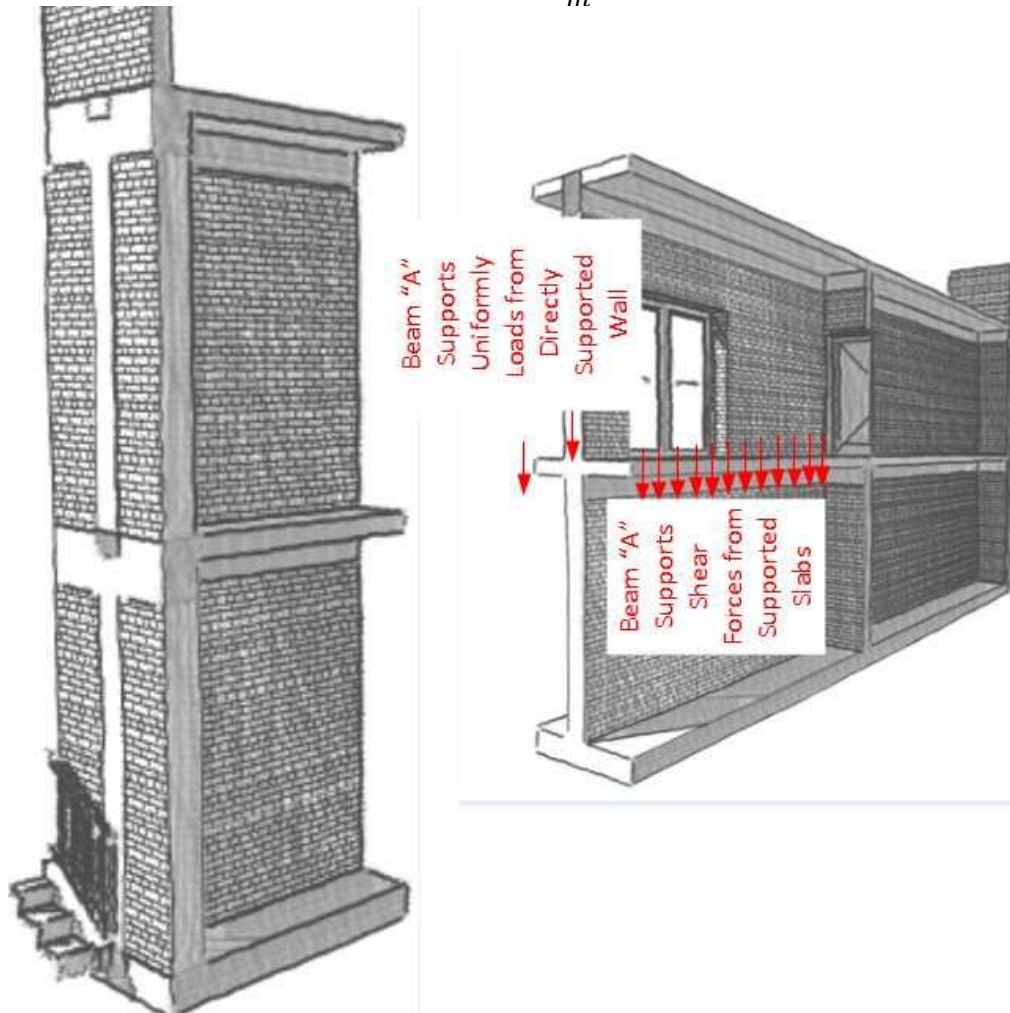 m
Beam "A"
Supports
Uniformly
Loads from
Directly
Supported
Wall
Beam "A"
Supports
Shear
Forces from
Supported
Slabs